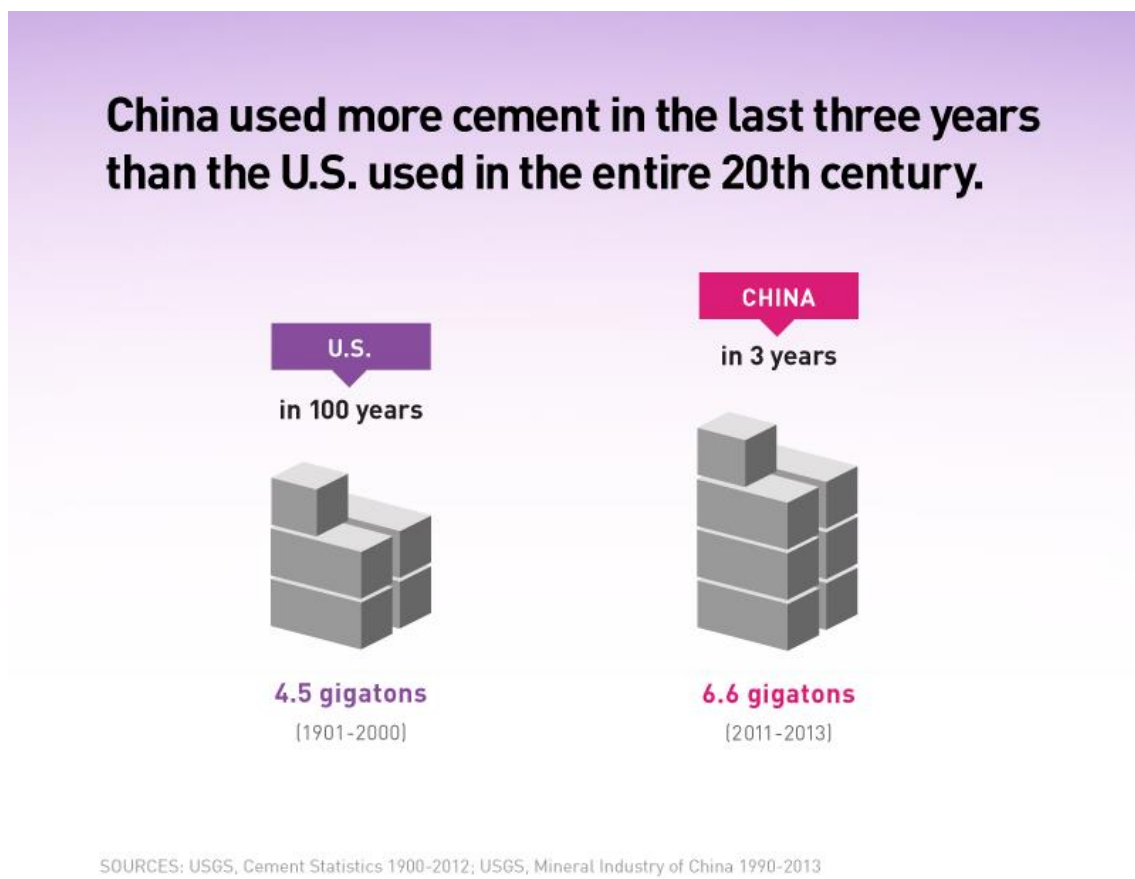 China used more cement in the last three years
than the U.S. used in the entire 20th century.
U.S.
in 100 years
4.5 gigatons
(1901-2000)
CHINA
in 3 years
6.6 gigatons
(2011-2013)
SOURCES: USGS, Cement Statistics 1900-2012; USGS, Mineral Industry of China 1990-2013